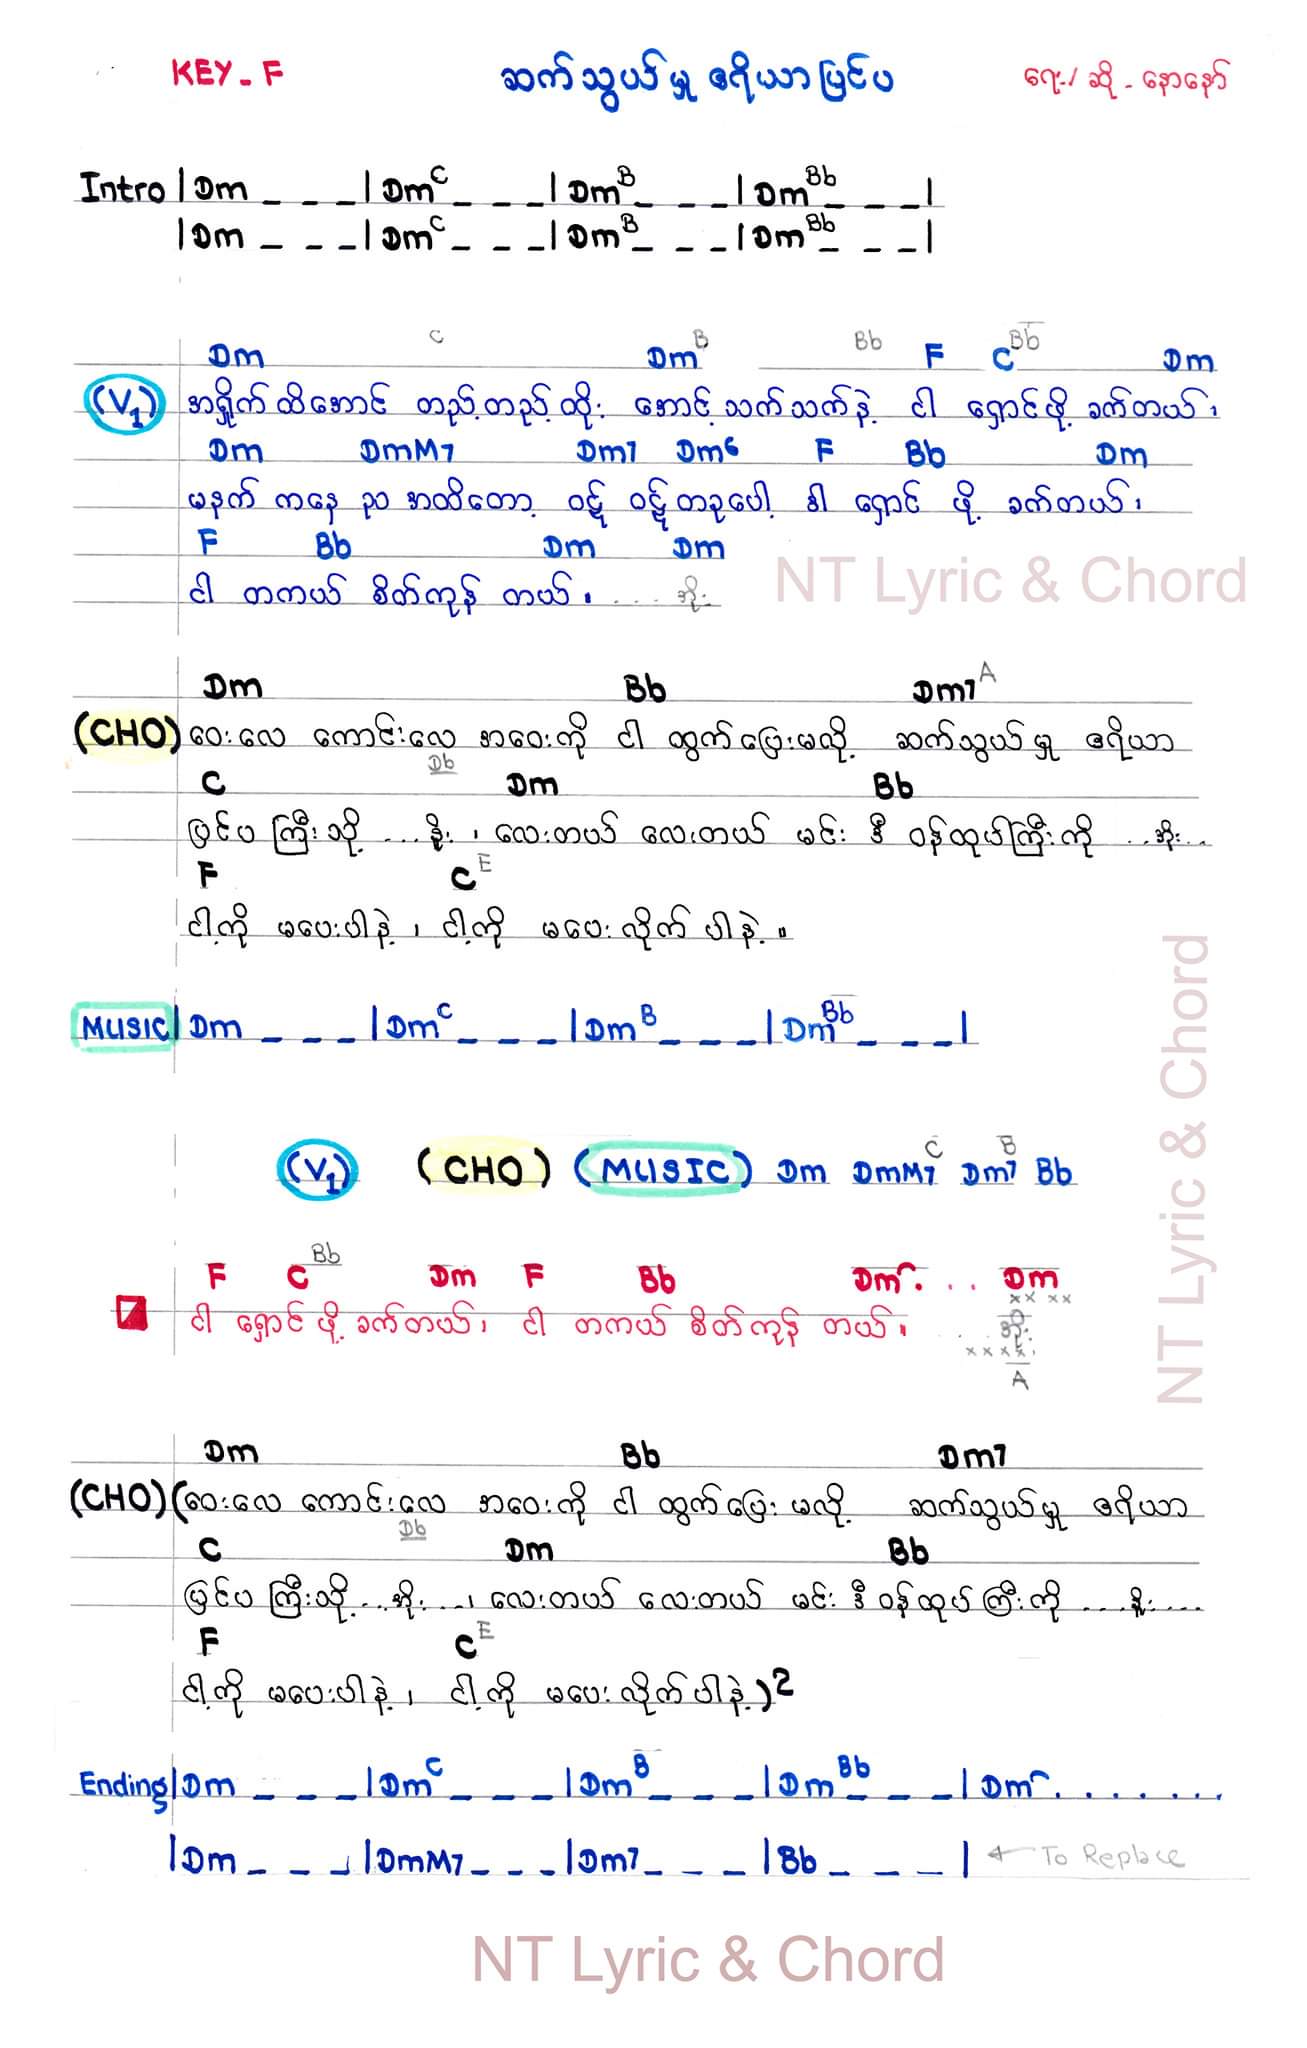 KEY - F ဆက်သွယ်မှု ဧရိယာပြင်ပ ရေး/ ဆို - နောနော်
Intro | Dm _ _ _ | Dm C _ _ _ | Dm B _ _ _ | Dm Bb _ _ _ |
| Dm _ _ _ | Dm C _ _ _ | Dm B _ _ _ | Dm Bb _ _ _ |
Dm C Dm B Bb F C Bb Dm
(V1) အရှိုက်ထိအောင် တည့်တည့်ထိုး အောင့်သက်သက်နဲ့ ငါ ရှောင်ဖို့ ခက်တယ်၊
Dm DmM7 Dm7 Dm6 F Bb Dm
မနက် ကနေ ည အထိတော့ ဝဋ် ဝဋ်တခုပေါ့ ဒါ ရှောင် ဖို့ ခက်တယ်၊
F Bb Dm Dm
ငါ တကယ် စိတ်ကုန် တယ်။ .... အိုး
NT Lyric & Chord
Dm Bb Dm7 A
(CHO) ဝေးလေ ကောင်းလေ အဝေးကို ငါ ထွက်ပြေးမလို့ ဆက်သွယ်မှု ဧရိယာ
C Db Dm Bb
ပြင်ပ ကြီးသို့ ... အိုး ၊ လေးတယ် လေးတယ် မင်း ဒီ ဝန်ထုပ်ကြီးကို ... အိုး ...
F C E
ငါ့ကို မပေးပါနဲ့ ၊ ငါ့ကို မပေး လိုက် ပါနဲ့ ။
MUSIC | Dm _ _ _ | Dm C _ _ _ | Dm B _ _ _ | Dm Bb _ _ _ |
(V1) (CHO) (MUSIC) Dm DmM7 C Dm7 B Bb
NT Lyric & Chord
F C Bb Dm F Bb Dm . . . Dm
ငါ ရှောင် ဖို့ ခက်တယ်၊ ငါ တကယ် စိတ်ကုန် တယ်။ .... အိုး
xx xx
xxxx
A
Dm Bb Dm7
(CHO) (ဝေးလေ ကောင်းလေ အဝေးကို ငါ ထွက်ပြေး မလို့ ဆက်သွယ်မှု ဧရိယာ
C Db Dm Bb
ပြင်ပ ကြီးသို့ ... အိုး ... ၊ လေးတယ် လေးတယ် မင်း ဒီ ဝန်ထုပ်ကြီးကို ... အိုး ...
F C E
ငါ့ကို မပေးပါနဲ့ ၊ ငါ့ကို မပေး လိုက်ပါနဲ့ )2
Ending | Dm _ _ _ | Dm C _ _ _ | Dm B _ _ _ | Dm Bb _ _ _ | Dm . . . . . . .
| Dm _ _ _ | DmM7 _ _ _ | Dm7 _ _ _ | Bb _ _ _ | ← To Replace
NT Lyric & Chord